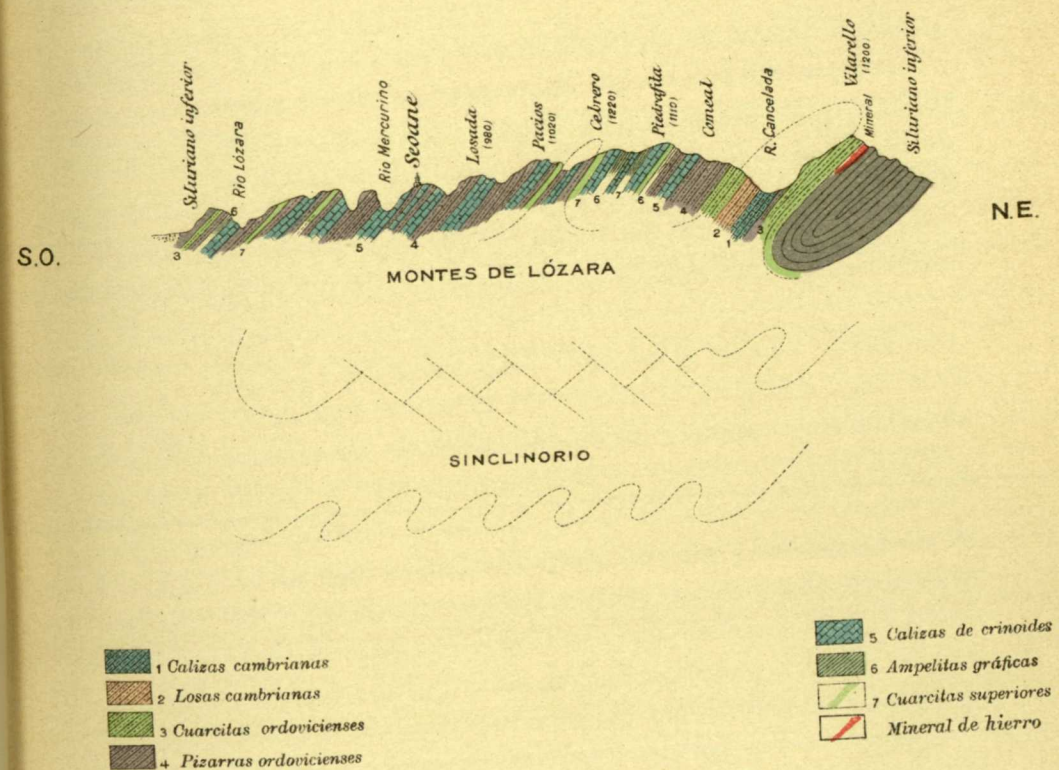 Siluriano inferior
Rio Lózara
Rio Mercurino
Seoane
Losada
(980)
Pacios
(1020)
Cebrero
(1220)
Piedrafila
(1110)
Comeal
R. Cancelada
Vilarello
(1200)
Mineral
Siluriano inferior
S.O.
N.E.
3
6
7
5
4
7
6
7
6
5
4
2
1
3
MONTES DE LÓZARA
SINCLINORIO
1 Calizas cambrianas
2 Losas cambrianas
3 Cuarcitas ordovicienses
4 Pizarras ordovicienses
5 Calizas de crinoides
6 Ampelitas gráficas
7 Cuarcitas superiores
Mineral de hierro